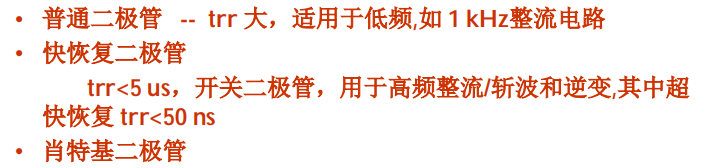 • 普通二极管 -- trr 大，适用于低频,如 1 kHz整流电路
• 快恢复二极管
trr<5 us，开关二极管，用于高频整流/斩波和逆变,其中超
快恢复 trr<50 ns
• 肖特基二极管